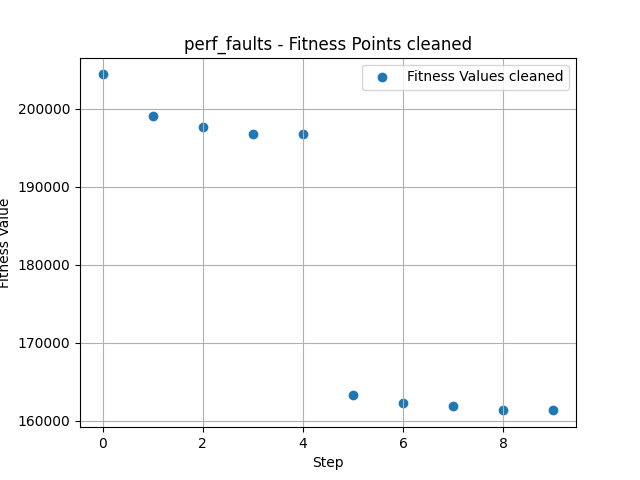 perf_faults - Fitness Points cleaned
Fitness Values cleaned
200000
190000
180000
170000
160000
Fitness Value
0 2 4 6 8
Step